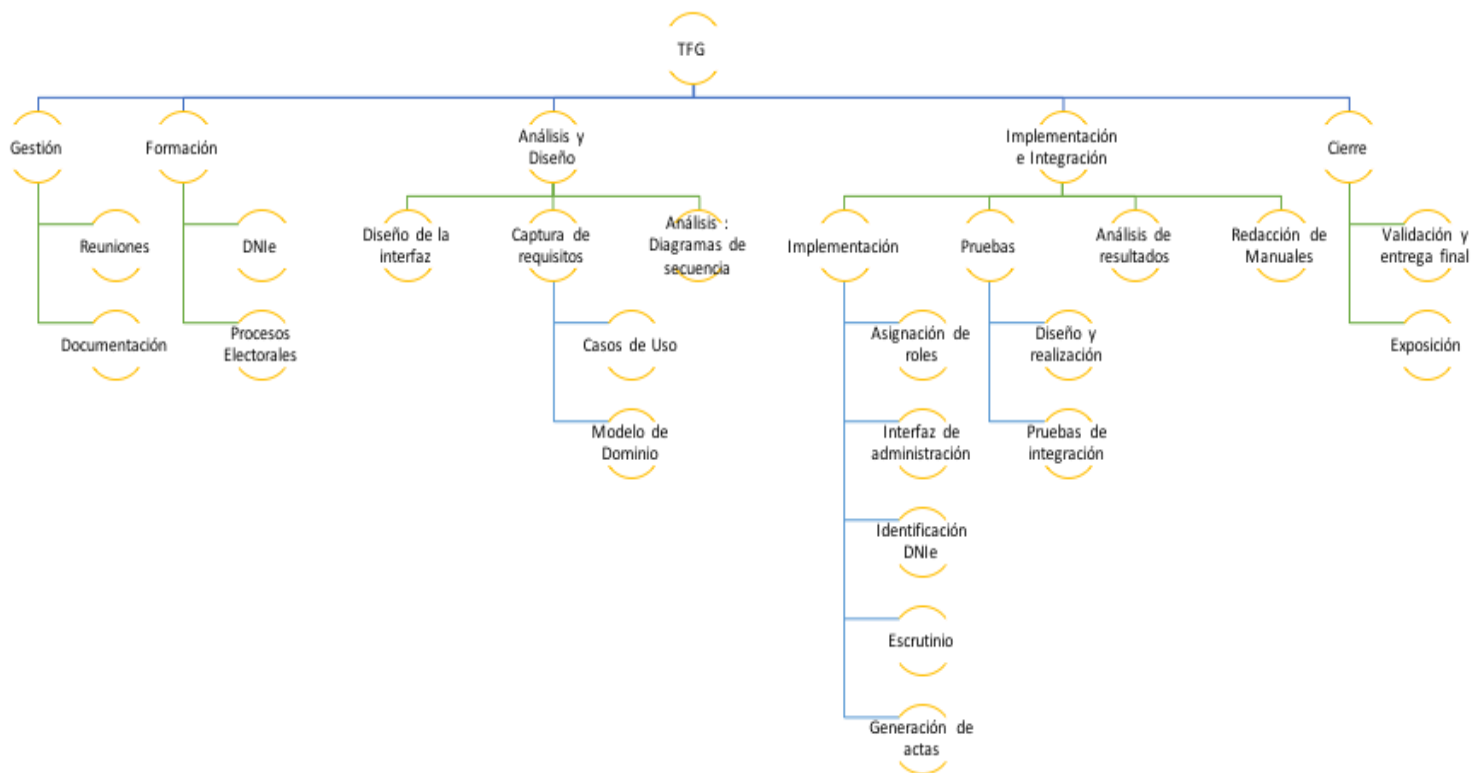 TFG
Gestión
Formación
Análisis y
Diseño
Implementación
e Integración
Cierre
Reuniones
DNIe
Diseño de la
interfaz
Captura de
requisitos
Análisis :
Diagramas de
secuencia
Implementación
Pruebas
Análisis de
resultados
Redacción de
Manuales
Validación y
entrega final
Documentación
Procesos
Electorales
Casos de Uso
Asignación de
roles
Diseño y
realización
Exposición
Modelo de
Dominio
Interfaz de
administración
Pruebas de
integración
Identificación
DNIe
Escrutinio
Generación de
actas